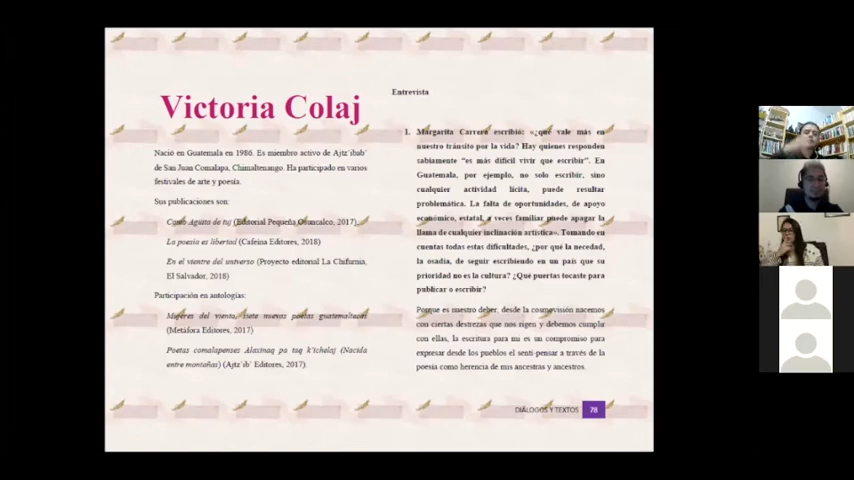 Victoria Colaj
Nació en Guatemala en 1986. Es miembro activo de Ajtz'ibab'
de San Juan Comalapa, Chimaltenango. Ha participado en varios
festivales de arte y poesía.
Sus publicaciones son:
Canto Agüita de tuj (Editorial Pequeña Ostuncalco, 2017)
La poesía es libertad (Cafeína Editores, 2018)
En el vientre del universo (Proyecto editorial La Chifurnia,
El Salvador, 2018)
Participación en antologías:
Mujeres del viento, siete nuevas poetas guatemaltecas
(Metáfora Editores, 2017)
Poetas comalapenses Alaxinaq pa taq k'ichelaj (Nacida
entre montañas) (Ajtz'ib' Editores, 2017)
Entrevista
1. Margarita Carrera escribió: «¿qué vale más en
nuestro tránsito por la vida? Hay quienes responden
sabiamente "es más difícil vivir que escribir". En
Guatemala, por ejemplo, no solo escribir, sino
cualquier actividad lícita, puede resultar
problemática. La falta de oportunidades, de apoyo
económico, estatal, a veces familiar puede apagar la
llama de cualquier inclinación artística». Tomando en
cuentas todas estas dificultades, ¿por qué la necedad,
la osadía, de seguir escribiendo en un país que su
prioridad no es la cultura? ¿Qué puertas tocaste para
publicar o escribir?
Porque es nuestro deber, desde la cosmovisión nacemos
con ciertas destrezas que nos rigen y debemos cumplir
con ellas, la escritura para mi es un compromiso para
expresar desde los pueblos el senti-pensar a través de la
poesía como herencia de mis ancestras y ancestros.
DIÁLOGOS Y TEXTOS 78